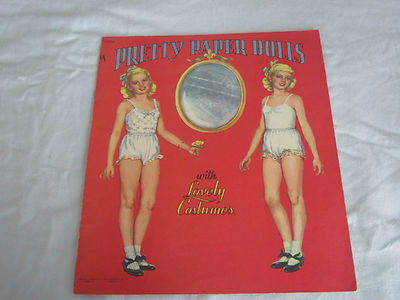 PRETTY PAPER DOLLS
with
Lovely
Costumes